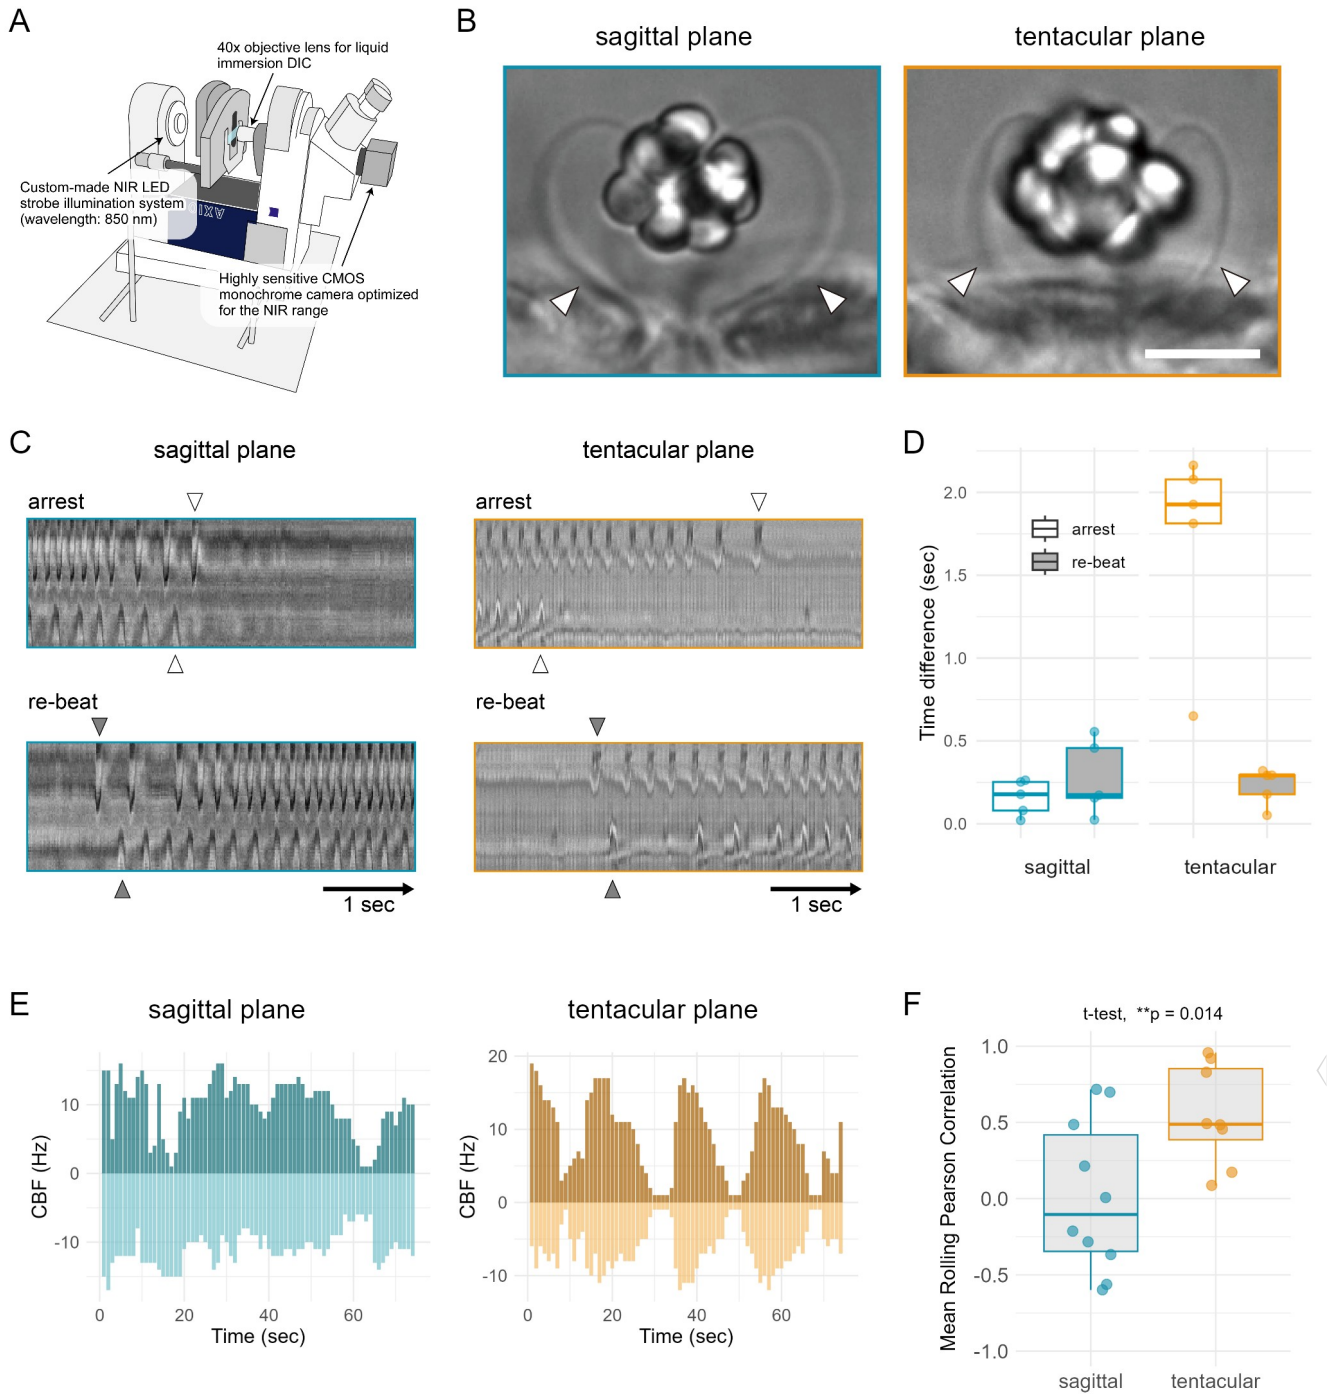 A
40x objective lens for liquid
immersion DIC
Custom-made NIR LED
strobe illumination system
(wavelength: 850 nm)
AXI
Highly sensitive CMOS
monochrome camera optimized
for the NIR range
B
sagittal plane
tentacular plane
C
sagittal plane
tentacular plane
arrest
arrest
re-beat
re-beat
1 sec
1 sec
D
Time difference (sec)
2.0
1.5
1.0
0.5
0.0
arrest
re-beat
sagittal
tentacular
E
sagittal plane
tentacular plane
CBF (Hz)
10
0
-10
0
20
40
60
Time (sec)
CBF (Hz)
20
10
0
-10
0
20
40
60
Time (sec)
F
t-test, **p = 0.014
Mean Rolling Pearson Correlation
1.0
0.5
0.0
-0.5
-1.0
sagittal
tentacular